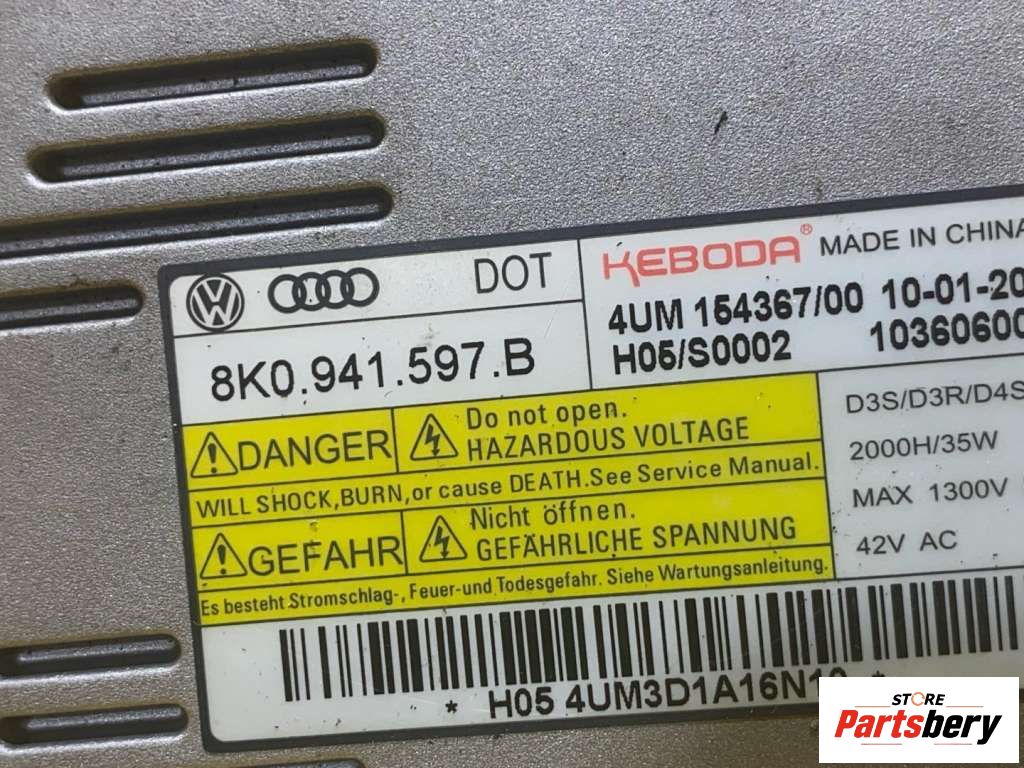 DOT
8K0.941.597.B
KEBODA® MADE IN CHINA
4UM 154367/00 10-01-20
H05/S0002 10360600
DANGER
Do not open.
HAZARDOUS VOLTAGE
WILL SHOCK,BURN,or cause DEATH.See Service Manual.
GEFAHR
Nicht öffnen.
GEFÄHRLICHE SPANNUNG
Es besteht Stromschlag-, Feuer-und Todesgefahr. Siehe Wartungsanleitung.
D3S/D3R/D4S
2000H/35W
MAX 1300V
42V AC
* H05 4UM3D1A16N *
STORE
Partsbery